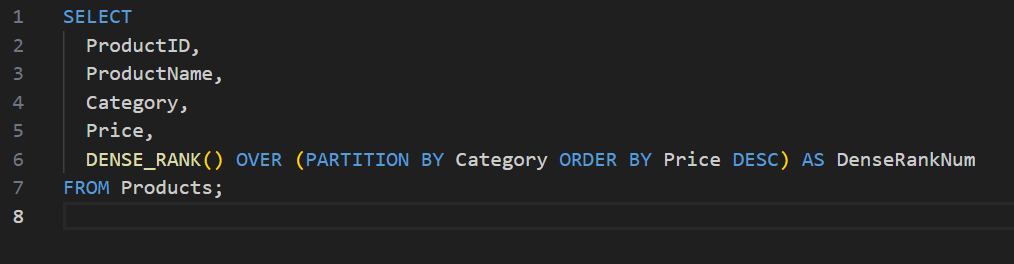 1 SELECT
2   ProductID,
3   ProductName,
4   Category,
5   Price,
6   DENSE_RANK() OVER (PARTITION BY Category ORDER BY Price DESC) AS DenseRankNum
7 FROM Products;
8